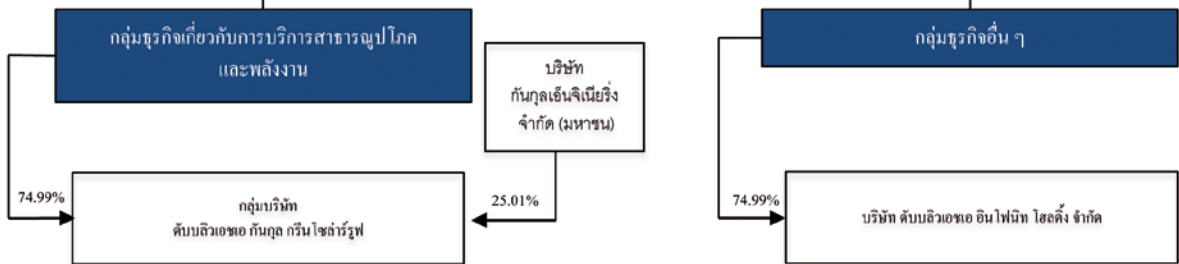 กลุ่มธุรกิจเกี่ยวกับการบริการสาธารณูปโภค
และพลังงาน
บริษัท
กันกุลเอ็นจิเนียริ่ง
จำกัด (มหาชน)
กลุ่มธุรกิจอื่น ๆ
74.99%
กลุ่มบริษัท
ดับบลิวเอชเอ กันกุล กรีนโซล่าร์รูฟ
25.01%
74.99%
บริษัท ดับบลิวเอชเอ อินไฟนิท โฮลดิ้ง จำกัด